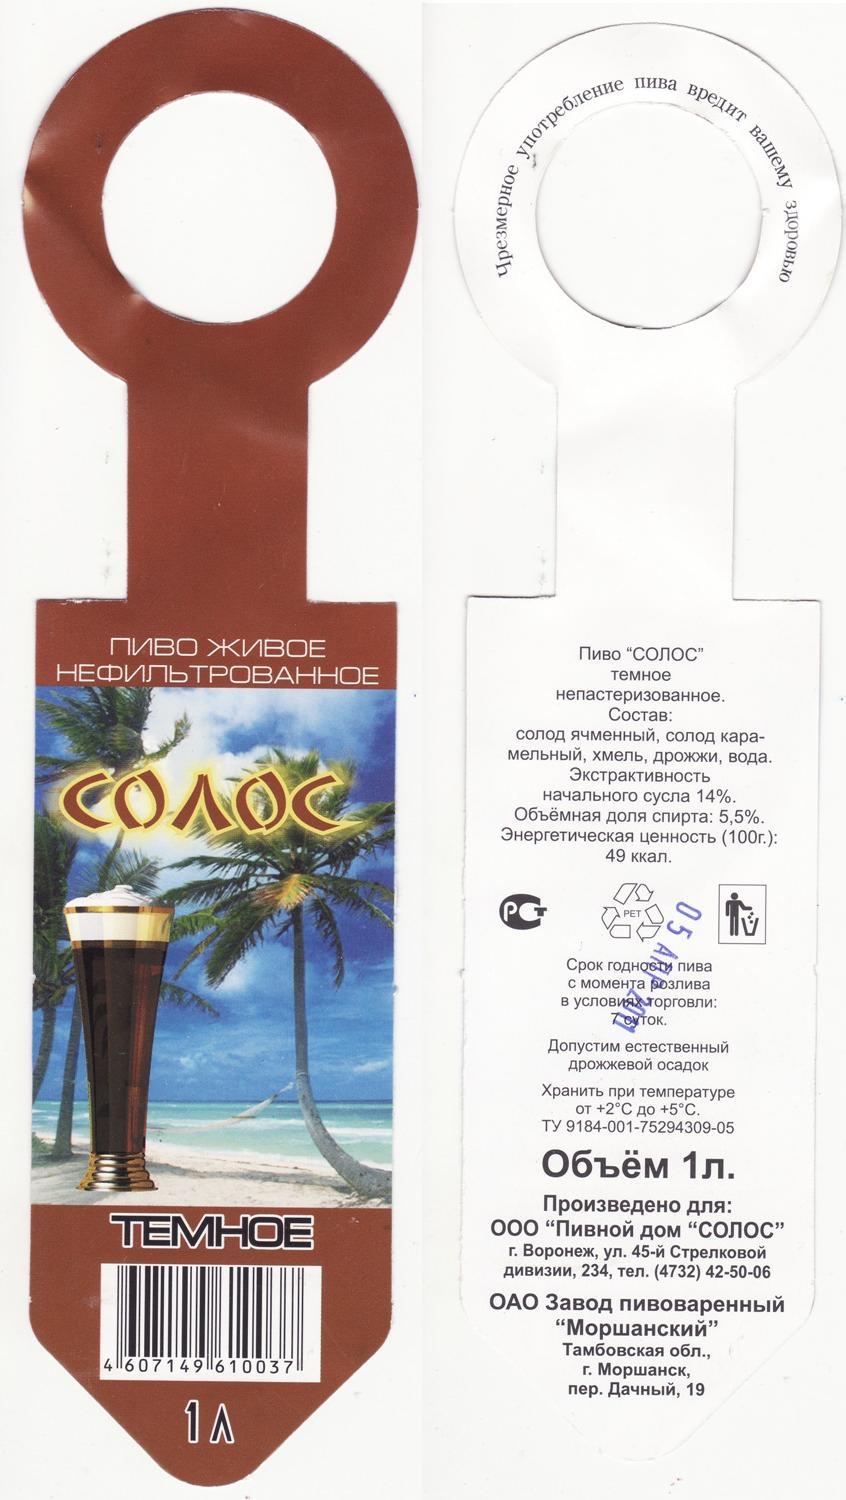 ПИВО ЖИВОЕ
НЕФИЛЬТРОВАННОЕ
СОЛОС
ТЕМНОЕ
4 607149 610037
1 л
Чрезмерное употребление пива вредит вашему здоровью
Пиво “СОЛОС”
темное
непастеризованное.
Состав:
солод ячменный, солод кара-
мельный, хмель, дрожжи, вода.
Экстрактивность
начального сусла 14%.
Объёмная доля спирта: 5,5%.
Энергетическая ценность (100г.):
49 ккал.
РСТ
PET
05 АПР 2011
Срок годности пива
с момента розлива
в условиях торговли:
7 суток.
Допустим естественный
дрожжевой осадок
Хранить при температуре
от +2°С до +5°С.
ТУ 9184-001-75294309-05
Объём 1л.
Произведено для:
ООО “Пивной дом “СОЛОС”
г. Воронеж, ул. 45-й Стрелковой
дивизии, 234, тел. (4732) 42-50-06
ОАО Завод пивоваренный
“Моршанский”
Тамбовская обл.,
г. Моршанск,
пер. Дачный, 19